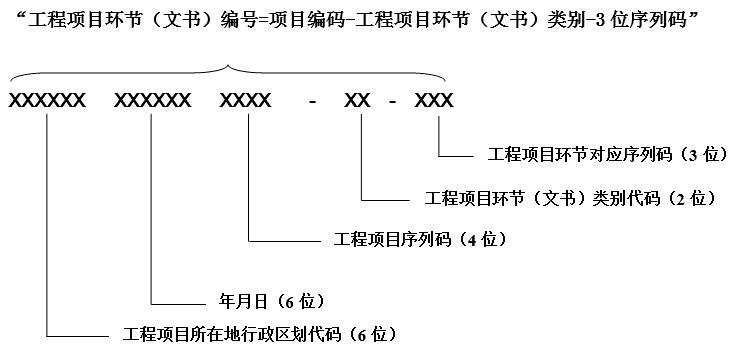 “工程项目环节（文书）编号=项目编码-工程项目环节（文书）类别-3位序列码”
XXXXXX XXXXXX XXXX - XX - XXX
工程项目环节对应序列码（3位）
工程项目环节（文书）类别代码（2位）
工程项目序列码（4位）
年月日（6位）
工程项目所在地行政区划代码（6位）